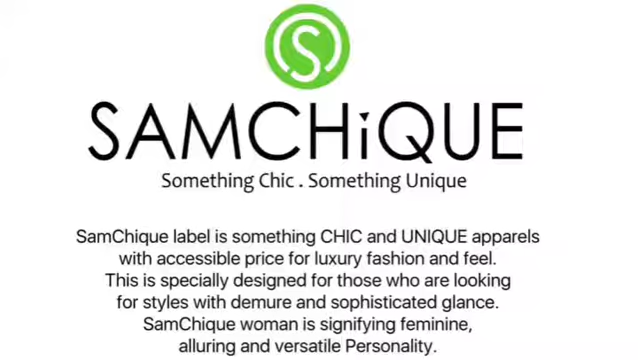 S
SAMCHiQUE
Something Chic . Something Unique
SamChique label is something CHIC and UNIQUE apparels
with accessible price for luxury fashion and feel.
This is specially designed for those who are looking
for styles with demure and sophisticated glance.
SamChique woman is signifying feminine,
alluring and versatile Personality.